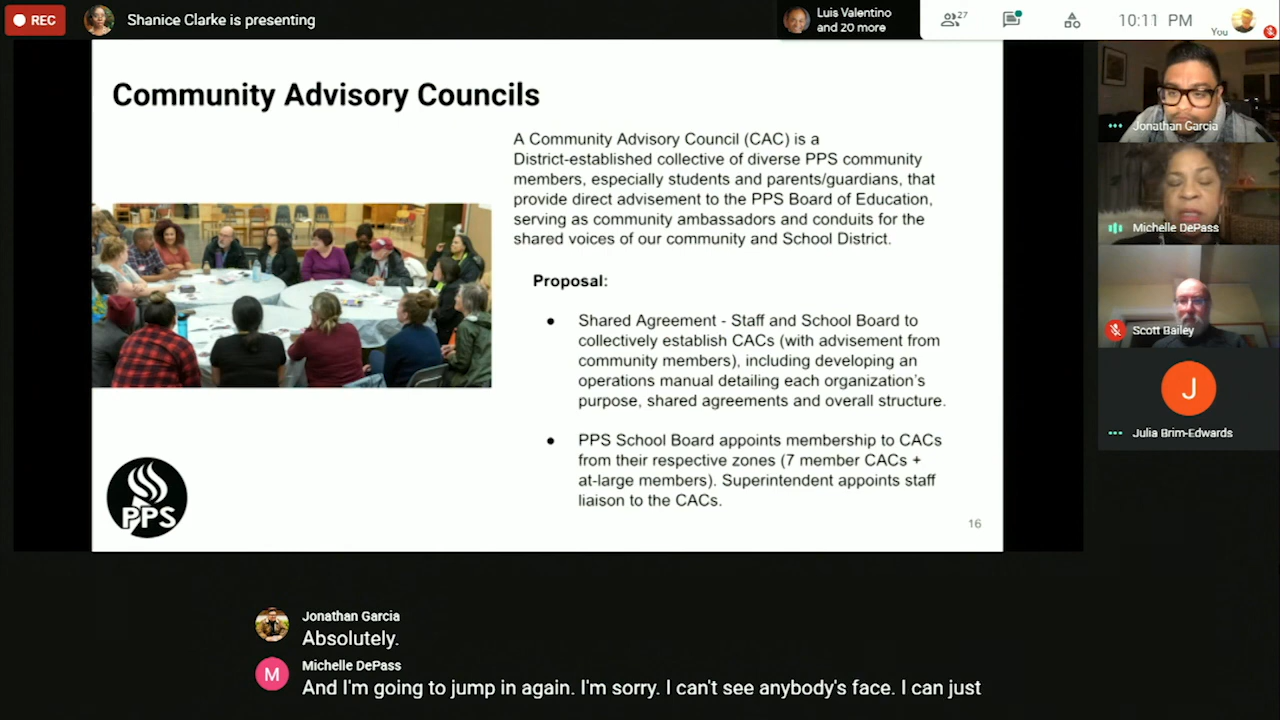 REC
Shanice Clarke is presenting
Luis Valentino
and 20 more
27
10:11 PM
You
Community Advisory Councils
A Community Advisory Council (CAC) is a
District-established collective of diverse PPS community
members, especially students and parents/guardians, that
provide direct advisement to the PPS Board of Education,
serving as community ambassadors and conduits for the
shared voices of our community and School District.
Proposal:
● Shared Agreement - Staff and School Board to
collectively establish CACs (with advisement from
community members), including developing an
operations manual detailing each organization's
purpose, shared agreements and overall structure.
● PPS School Board appoints membership to CACs
from their respective zones (7 member CACs +
at-large members). Superintendent appoints staff
liaison to the CACs.
PPS
16
Jonathan Garcia
Michelle DePass
Scott Bailey
J
Julia Brim-Edwards
Jonathan Garcia
Absolutely.
M
Michelle DePass
And I'm going to jump in again. I'm sorry. I can't see anybody's face. I can just